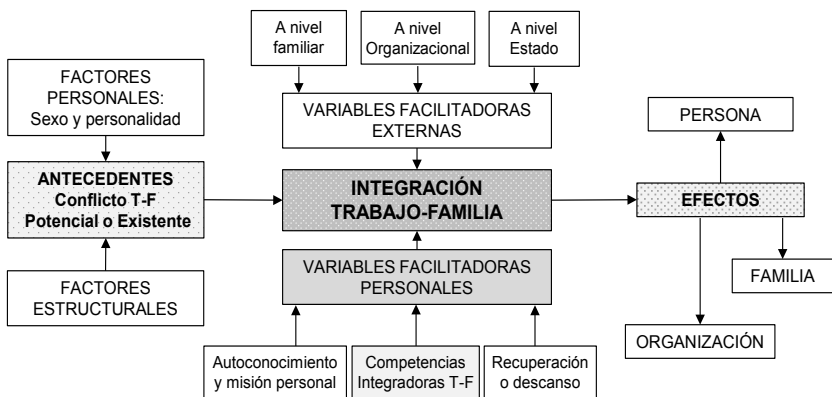 A nivel
familiar
A nivel
Organizacional
A nivel
Estado
FACTORES
PERSONALES:
Sexo y personalidad
VARIABLES FACILITADORAS
EXTERNAS
PERSONA
ANTECEDENTES
Conflicto T-F
Potencial o Existente
INTEGRACIÓN
TRABAJO-FAMILIA
EFECTOS
FACTORES
ESTRUCTURALES
VARIABLES FACILITADORAS
PERSONALES
FAMILIA
ORGANIZACIÓN
Autoconocimiento
y misión personal
Competencias
Integradoras T-F
Recuperación
o descanso